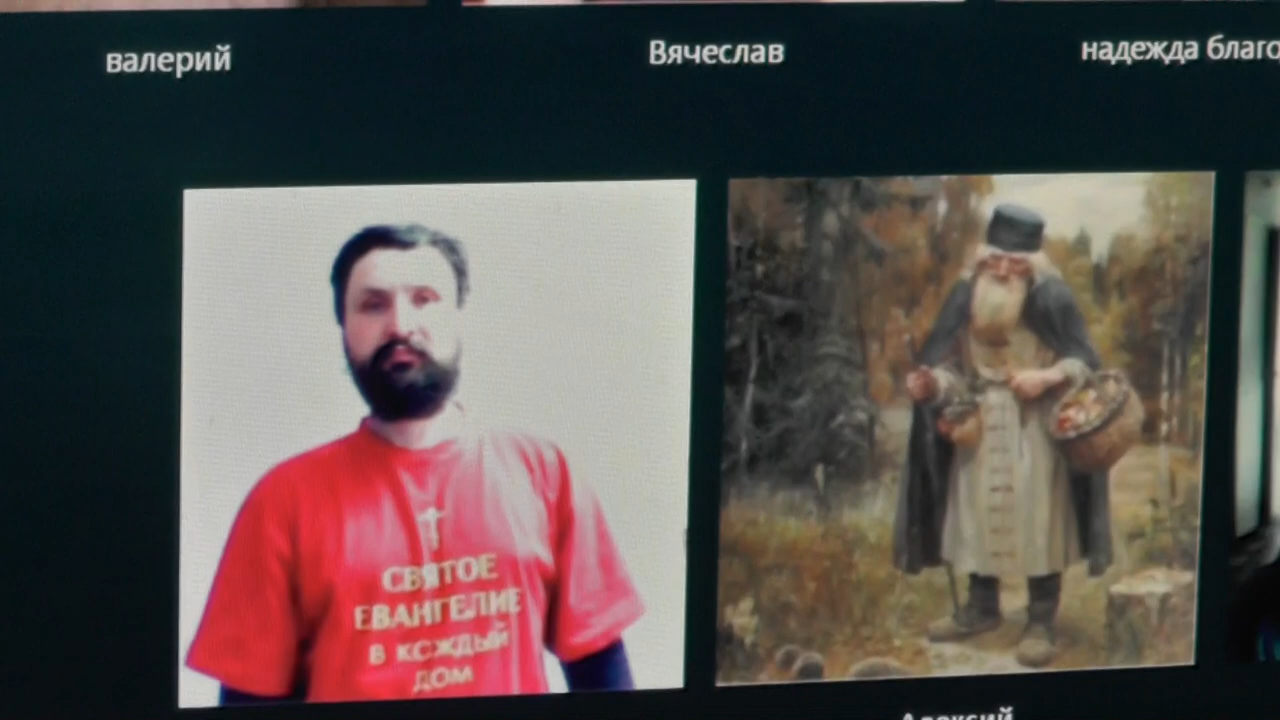 валерий
Вячеслав
надежда благо
СВЯТОЕ
ЕВАНГЕЛИЕ
В КАЖДЫЙ
ДОМ